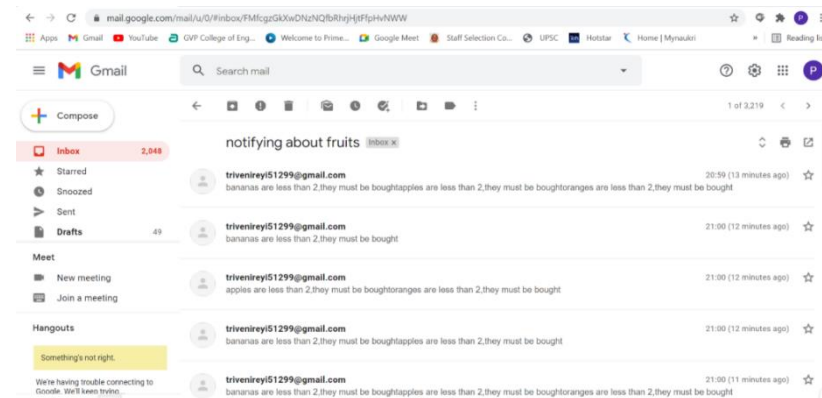 mail.google.com/mail/u/0/#inbox/FMfcgzGkXwDNzNQfbRhrjHjtFfpHvNWW
Apps Gmail YouTube GVP College of Eng... Welcome to Prime... Google Meet Staff Selection Co... UPSC Hotstar Home | Mynaukri » Reading lis
Gmail Search mail P
Compose 1 of 3,219
notifying about fruits Inbox x
Inbox 2,048
Starred
Snoozed
Sent
Drafts 49
Meet
New meeting
Join a meeting
Hangouts
Something's not right.
We're having trouble connecting to
Google. We'll keep trying.
trivenireyi51299@gmail.com 20:59 (13 minutes ago)
bananas are less than 2,they must be boughtapples are less than 2,they must be boughtoranges are less than 2,they must be bought
trivenireyi51299@gmail.com 21:00 (12 minutes ago)
bananas are less than 2,they must be bought
trivenireyi51299@gmail.com 21:00 (12 minutes ago)
apples are less than 2,they must be boughtoranges are less than 2,they must be bought
trivenireyi51299@gmail.com 21:00 (12 minutes ago)
bananas are less than 2,they must be boughtoranges are less than 2,they must be bought
trivenireyi51299@gmail.com 21:00 (11 minutes ago)
bananas are less than 2,they must be boughtapples are less than 2,they must be boughtoranges are less than 2,they must be bought